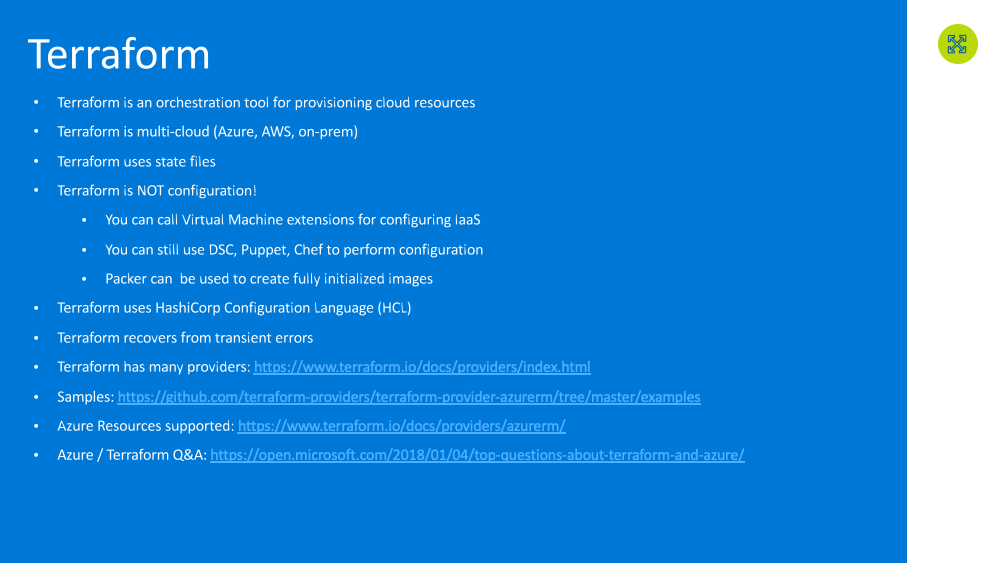 Terraform
• Terraform is an orchestration tool for provisioning cloud resources
• Terraform is multi-cloud (Azure, AWS, on-prem)
• Terraform uses state files
• Terraform is NOT configuration!
• You can call Virtual Machine extensions for configuring IaaS
• You can still use DSC, Puppet, Chef to perform configuration
• Packer can  be used to create fully initialized images
• Terraform uses HashiCorp Configuration Language (HCL)
• Terraform recovers from transient errors
• Terraform has many providers: https://www.terraform.io/docs/providers/index.html
• Samples: https://github.com/terraform-providers/terraform-provider-azurerm/tree/master/examples
• Azure Resources supported: https://www.terraform.io/docs/providers/azurerm/
• Azure / Terraform Q&A: https://open.microsoft.com/2018/01/04/top-questions-about-terraform-and-azure/